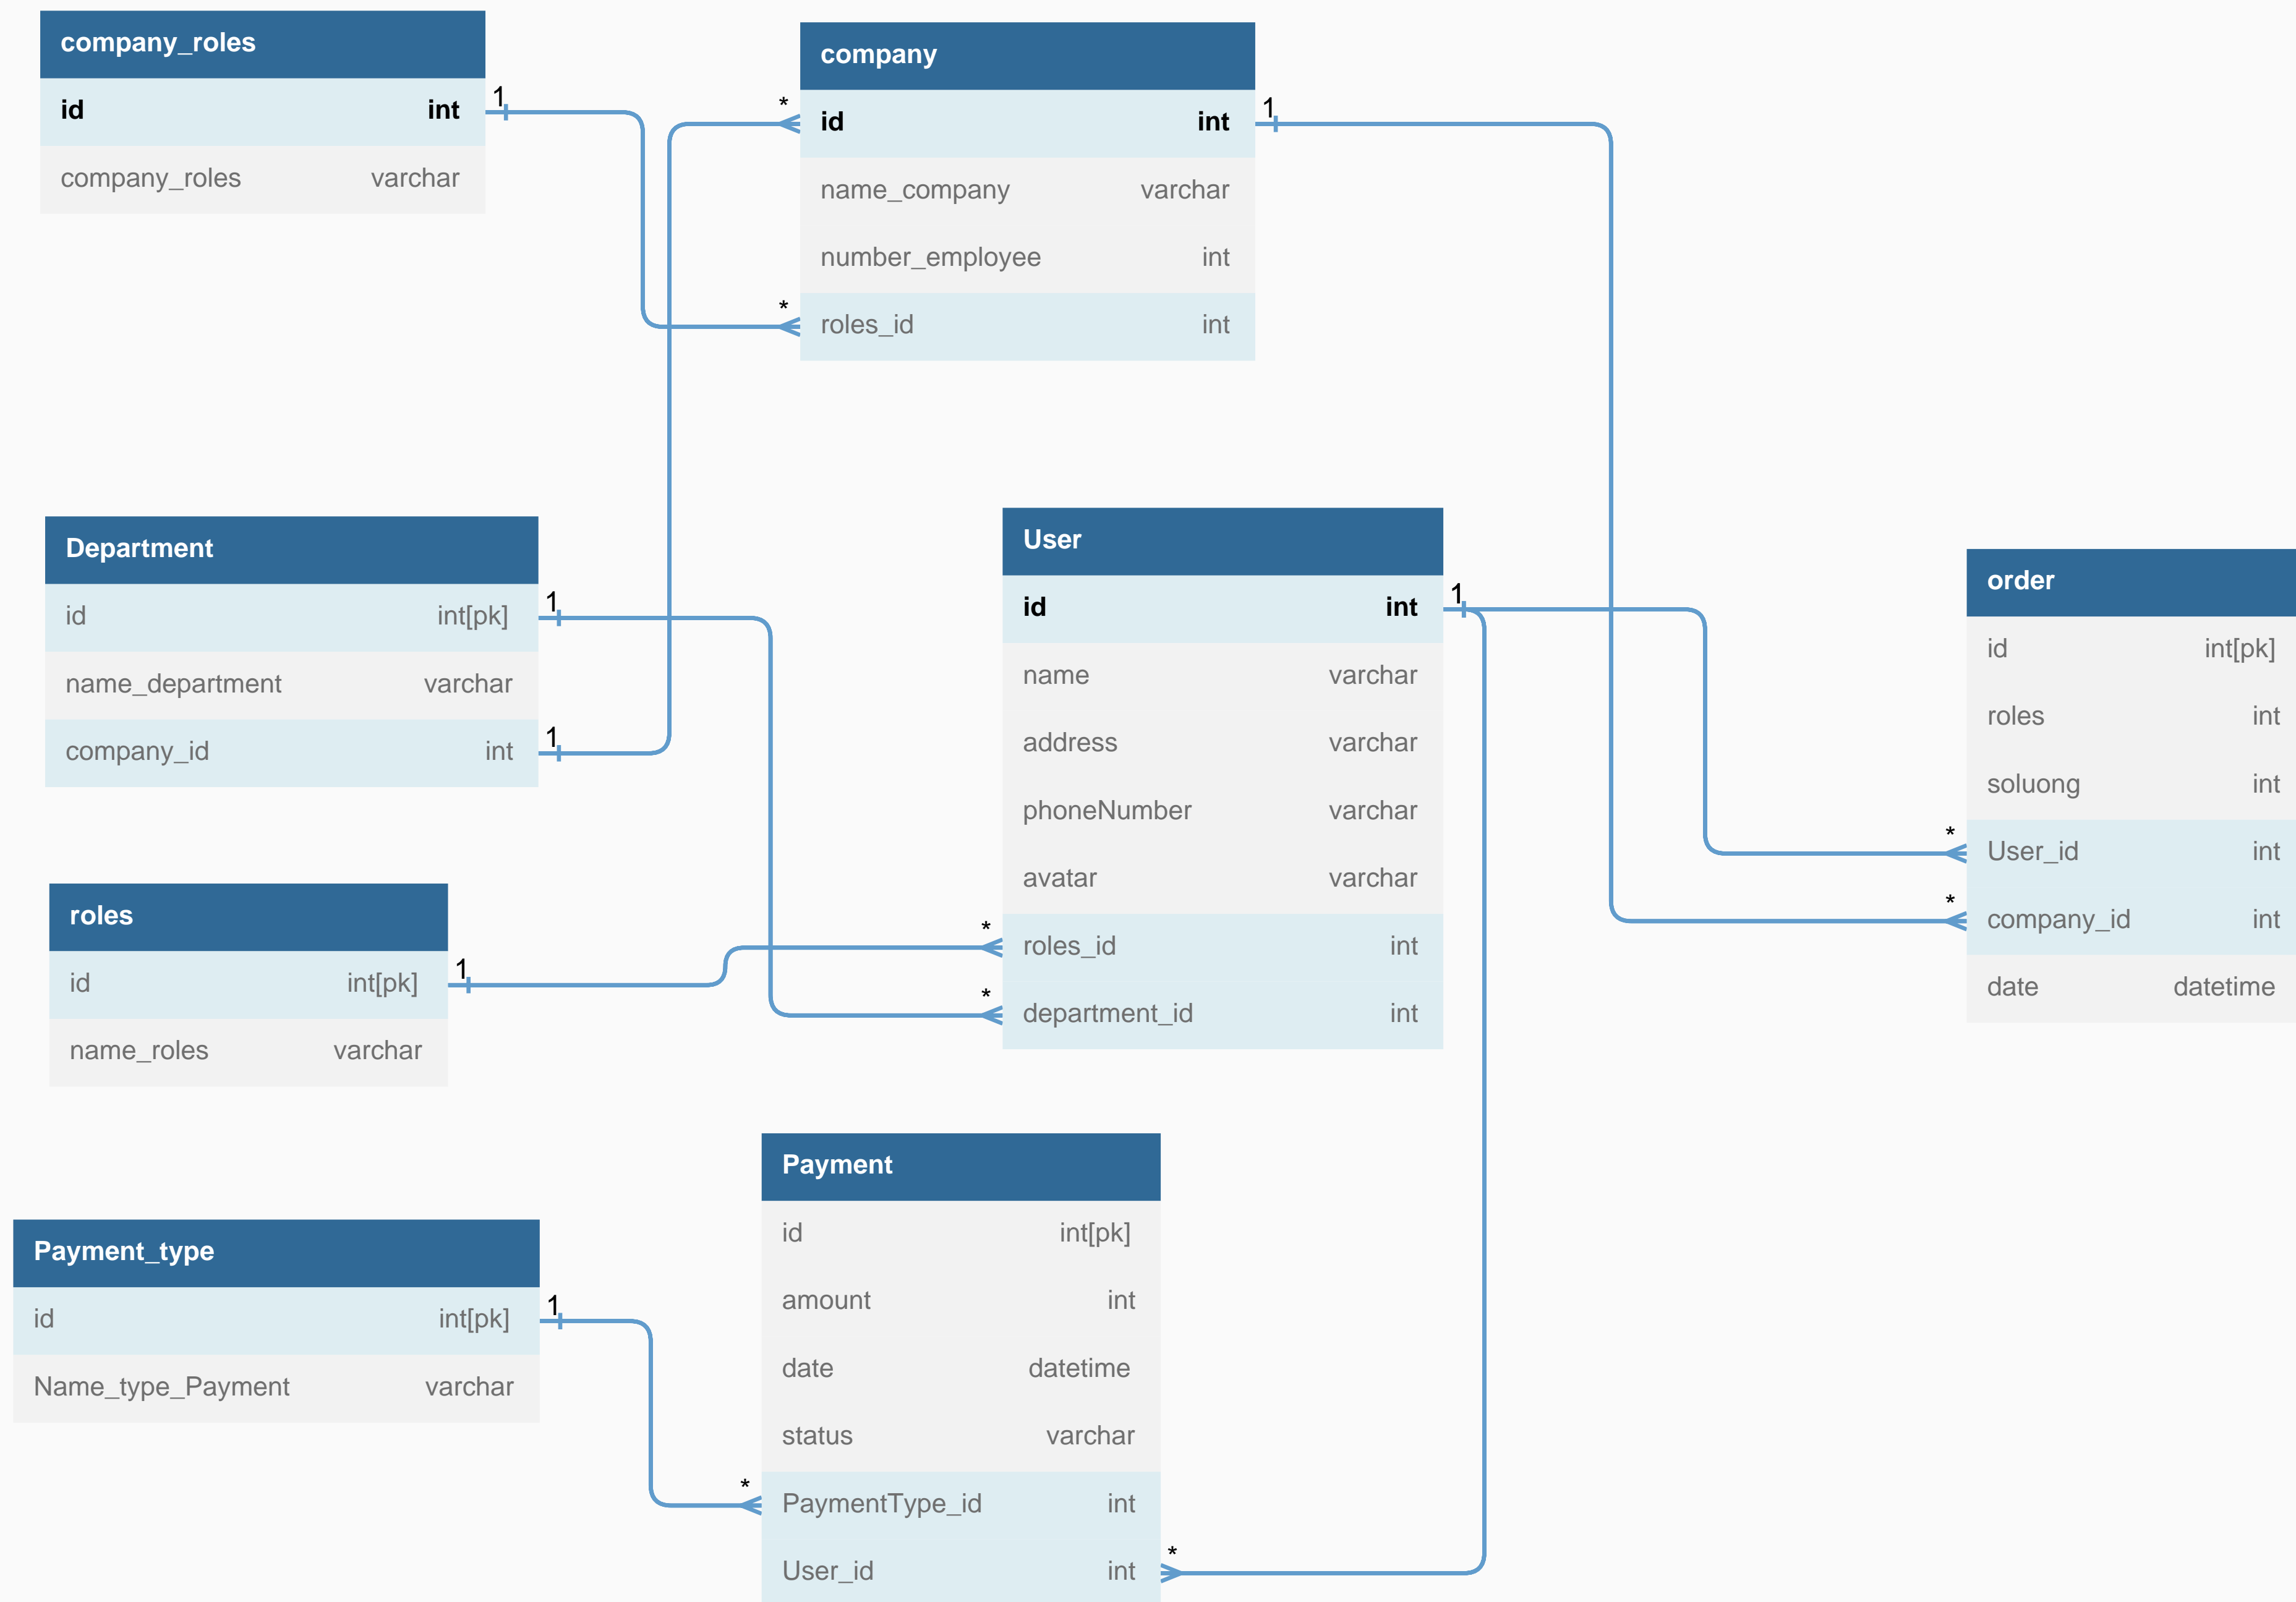 company_roles
id int
company_roles varchar
1
company
id int
name_company varchar
number_employee int
roles_id int
*
1
*
Department
id int[pk]
name_department varchar
company_id int
1
1
User
id int
name varchar
address varchar
phoneNumber varchar
avatar varchar
roles_id int
department_id int
1
*
*
order
id int[pk]
roles int
soluong int
User_id int
company_id int
date datetime
*
*
roles
id int[pk]
name_roles varchar
1
Payment
id int[pk]
amount int
date datetime
status varchar
PaymentType_id int
User_id int
*
*
Payment_type
id int[pk]
Name_type_Payment varchar
1